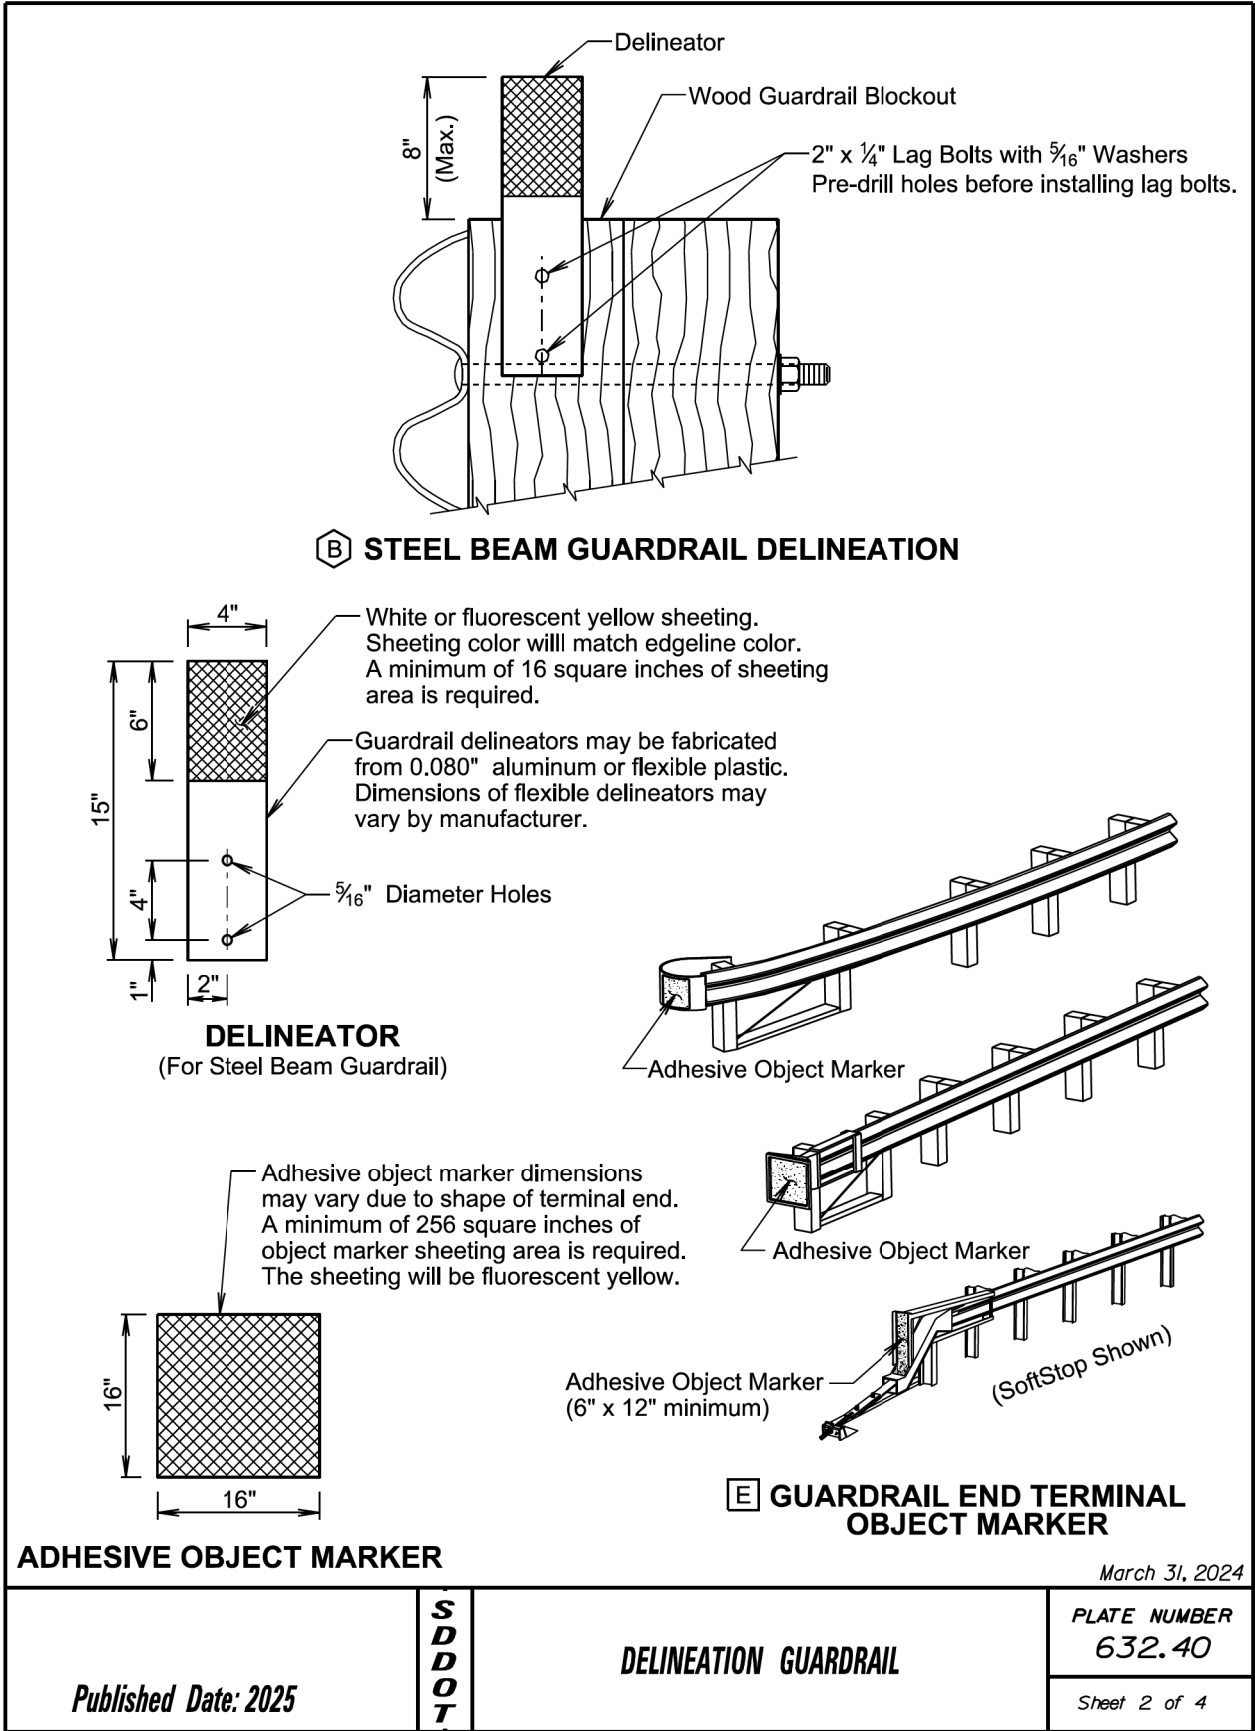 Delineator
Wood Guardrail Blockout
8"
(Max.)
2" x 1/4" Lag Bolts with 5/16" Washers
Pre-drill holes before installing lag bolts.
B STEEL BEAM GUARDRAIL DELINEATION
4"
White or fluorescent yellow sheeting.
Sheeting color willl match edgeline color.
A minimum of 16 square inches of sheeting
area is required.
6"
15"
Guardrail delineators may be fabricated
from 0.080" aluminum or flexible plastic.
Dimensions of flexible delineators may
vary by manufacturer.
4"
5/16" Diameter Holes
1"
2"
DELINEATOR
(For Steel Beam Guardrail)
Adhesive Object Marker
Adhesive object marker dimensions
may vary due to shape of terminal end.
A minimum of 256 square inches of
object marker sheeting area is required.
The sheeting will be fluorescent yellow.
Adhesive Object Marker
16"
16"
Adhesive Object Marker
(6" x 12" minimum)
(SoftStop Shown)
E GUARDRAIL END TERMINAL
OBJECT MARKER
ADHESIVE OBJECT MARKER
March 31, 2024
Published Date: 2025
SDDOT
DELINEATION GUARDRAIL
PLATE NUMBER
632.40
Sheet 2 of 4